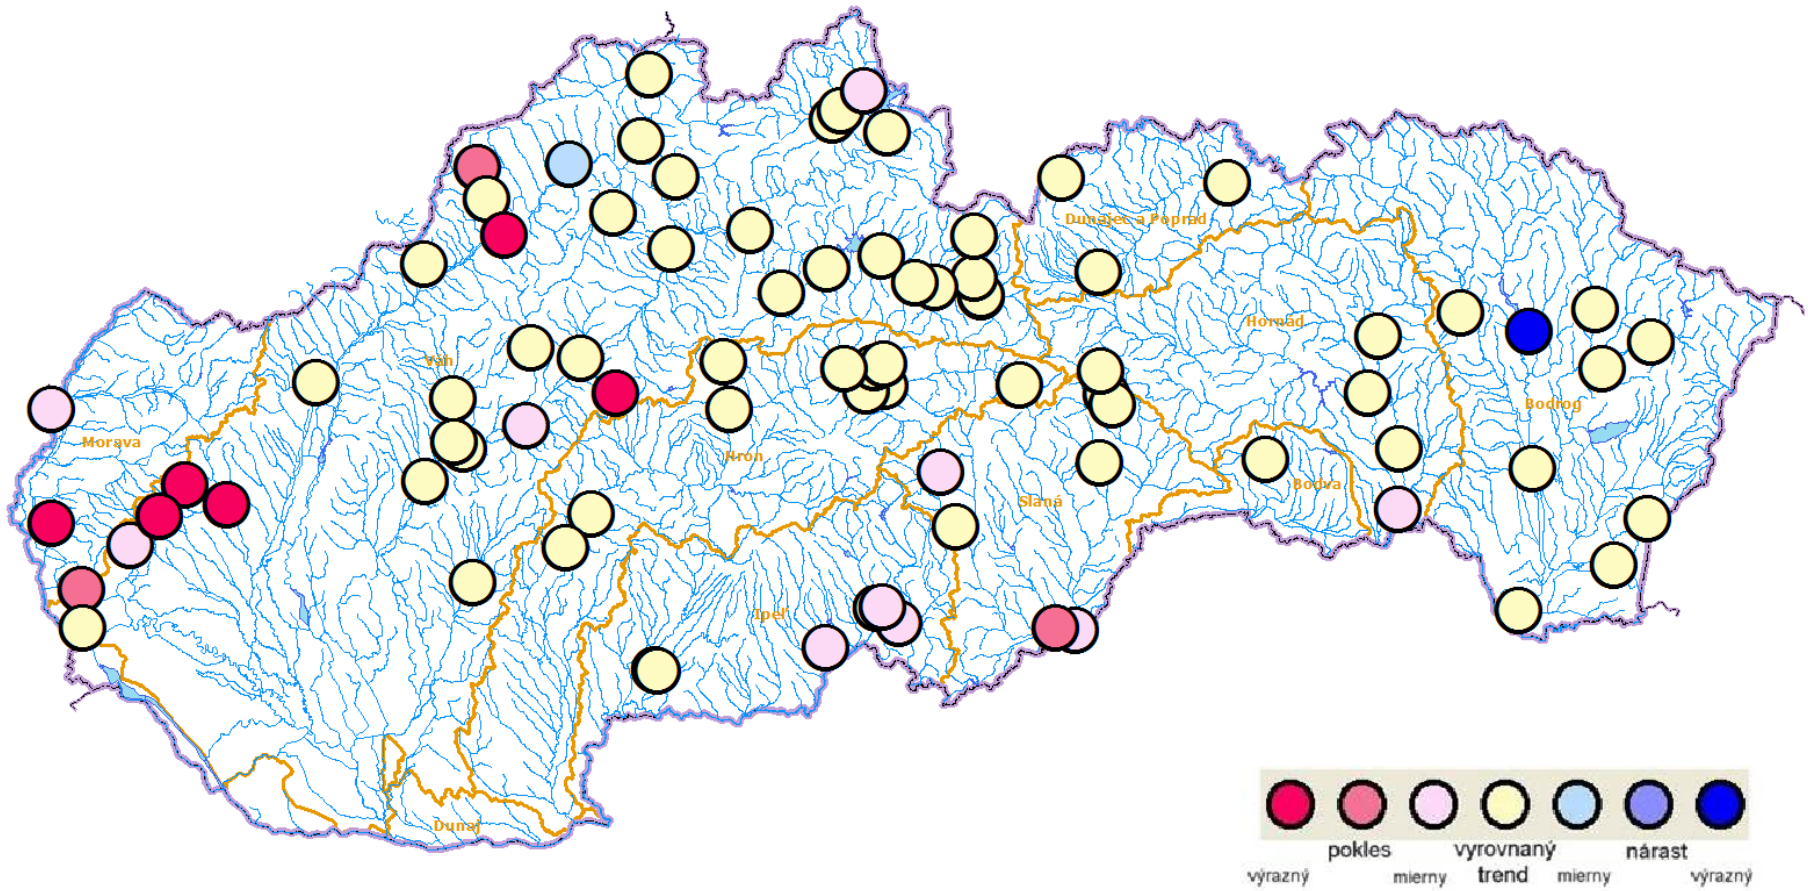 Dunajec a Poprad
Hornád
Váh
Bodrog
Morava
Hron
Bodva
Slaná
Ipeľ
Dunaj
pokles vyrovnaný nárast
výrazný mierny trend mierny výrazný